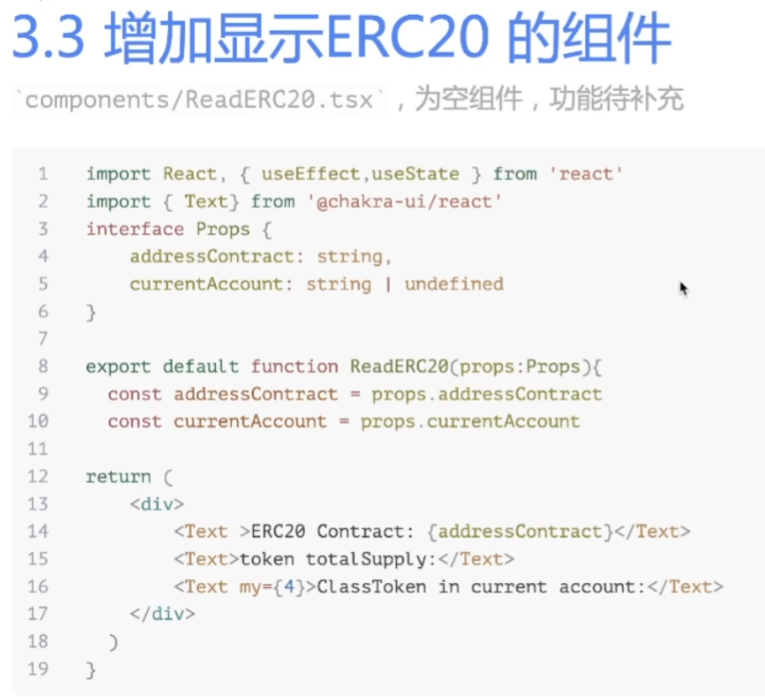 3.3 增加显示ERC20 的组件
`components/ReadERC20.tsx` ，为空组件，功能待补充
1 import React, { useEffect,useState } from 'react'
2 import { Text} from '@chakra-ui/react'
3 interface Props {
4 addressContract: string,
5 currentAccount: string | undefined
6 }
7
8 export default function ReadERC20(props:Props){
9 const addressContract = props.addressContract
10 const currentAccount = props.currentAccount
11
12 return (
13 <div>
14 <Text >ERC20 Contract: {addressContract}</Text>
15 <Text>token totalSupply:</Text>
16 <Text my={4}>ClassToken in current account:</Text>
17 </div>
18 )
19 }